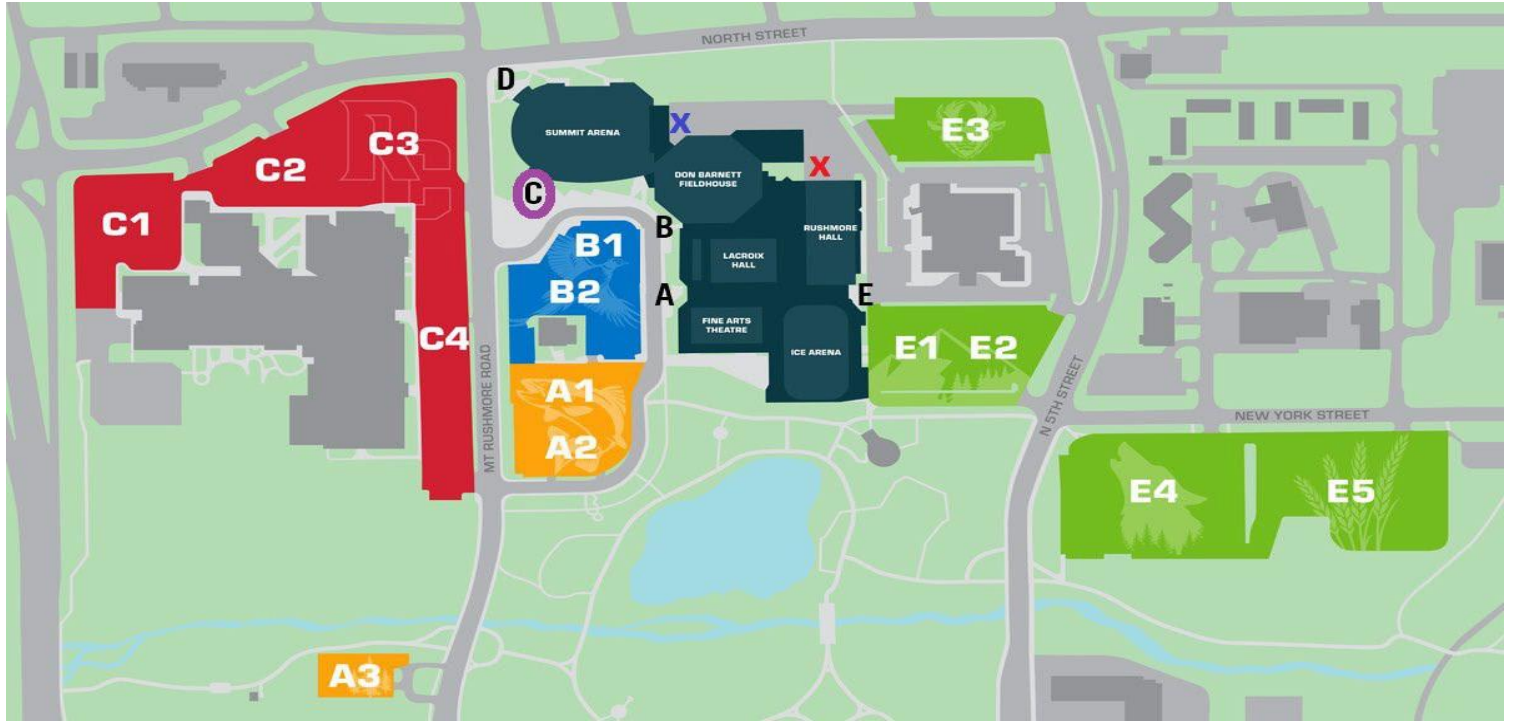 NORTH STREET
D
SUMMIT ARENA
X
E3
C3
C2
DON BARNETT
FIELDHOUSE
X
C
C1
B
B1
RUSHMORE
HALL
LACROIX
HALL
B2
A
E
FINE ARTS
THEATRE
C4
E1
E2
ICE ARENA
MT RUSHMORE ROAD
A1
N 5TH STREET
NEW YORK STREET
A2
E4
E5
A3
RC